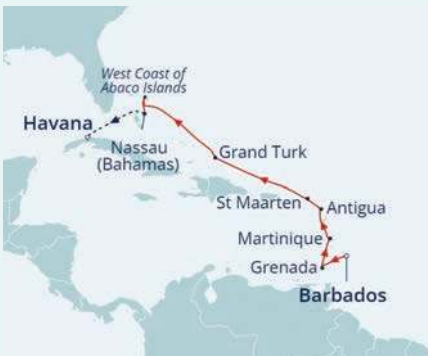 West Coast of
Abaco Islands
Havana
Nassau
(Bahamas)
Grand Turk
St Maarten
Antigua
Martinique
Grenada
Barbados